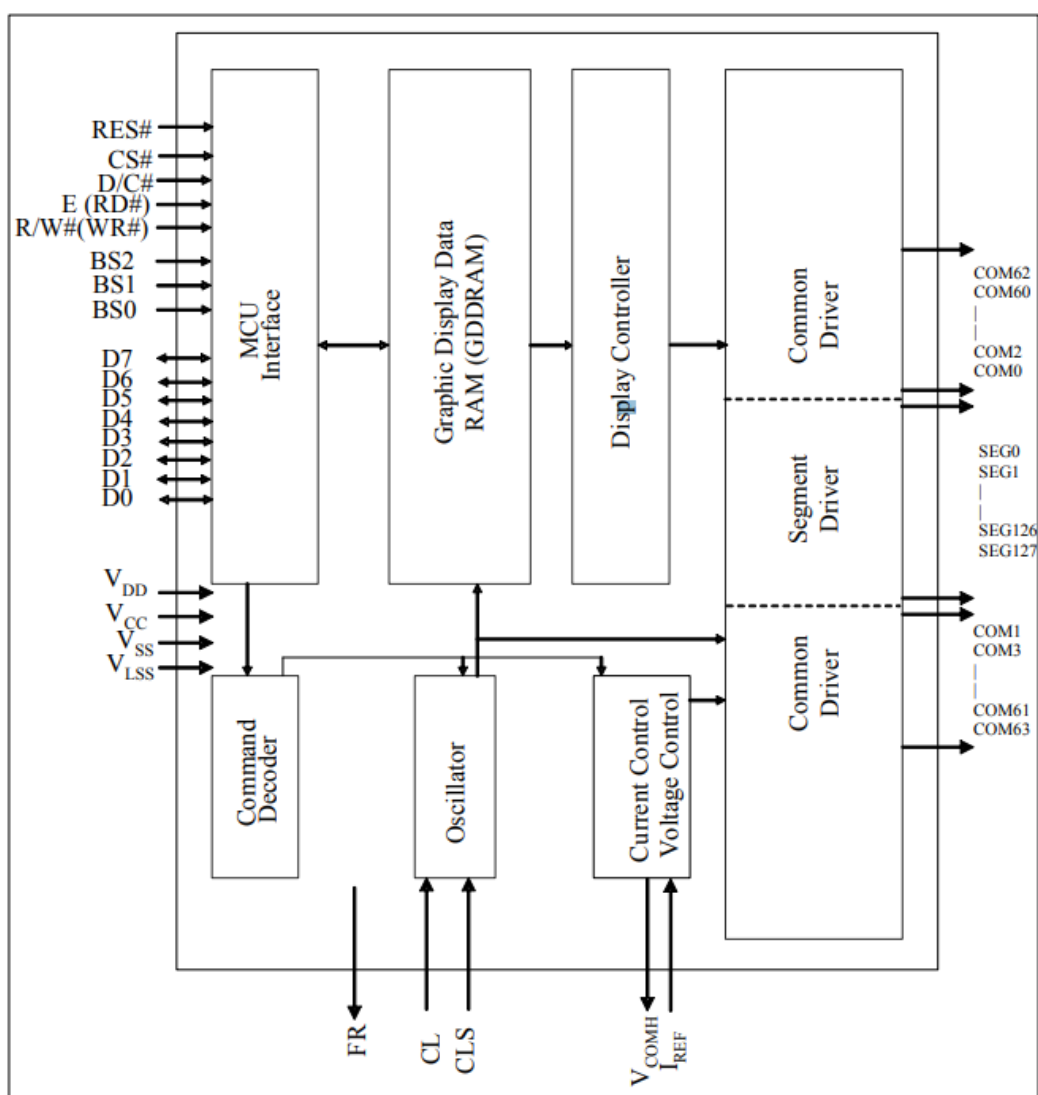 RES#
CS#
D/C#
E (RD#)
R/W#(WR#)
BS2
BS1
BS0
D7
D6
D5
D4
D3
D2
D1
D0
VDD
VCC
VSS
VLSS
MCU
Interface
Graphic Display Data
RAM (GDDRAM)
Display Controller
Common
Driver
Segment
Driver
Common
Driver
Command
Decoder
Oscillator
Current Control
Voltage Control
COM62
COM60
COM2
COM0
SEG0
SEG1
SEG126
SEG127
COM1
COM3
COM61
COM63
FR
CL
CLS
VCOMH
IREF